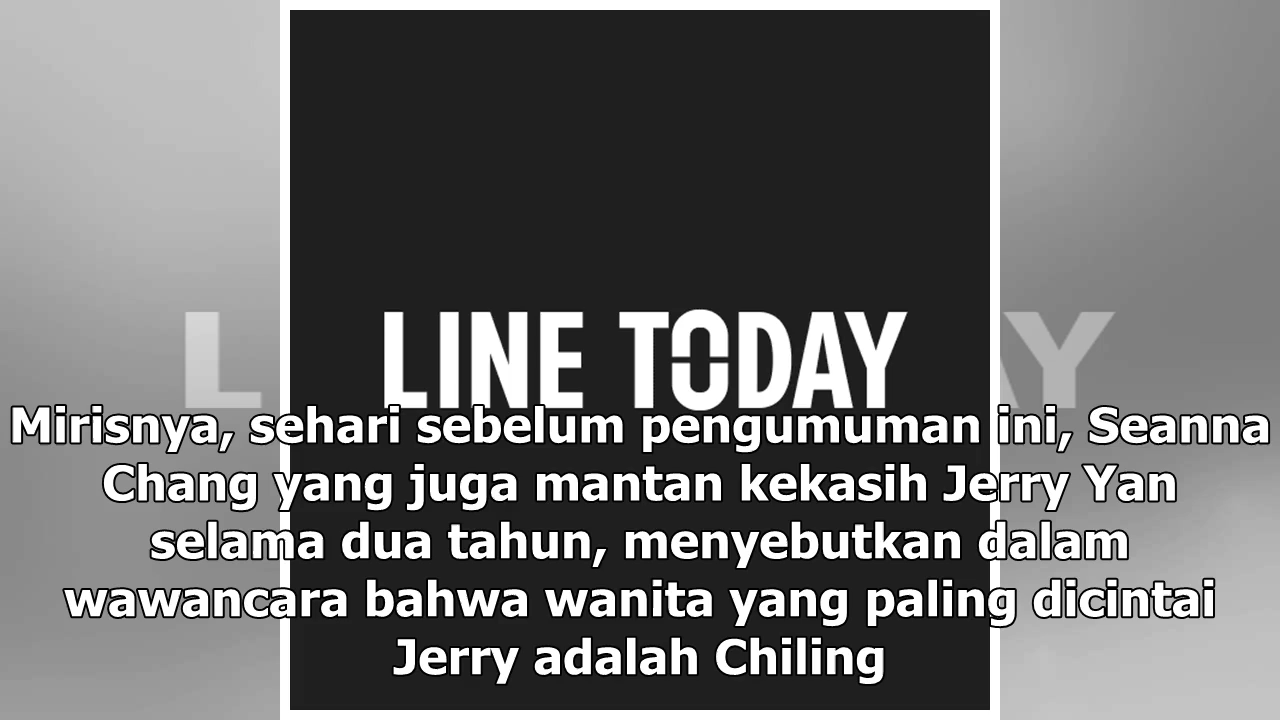 LINE TODAY
L AY
Mirisnya, sehari sebelum pengumuman ini, Seanna
Chang yang juga mantan kekasih Jerry Yan
selama dua tahun, menyebutkan dalam
wawancara bahwa wanita yang paling dicintai
Jerry adalah Chiling